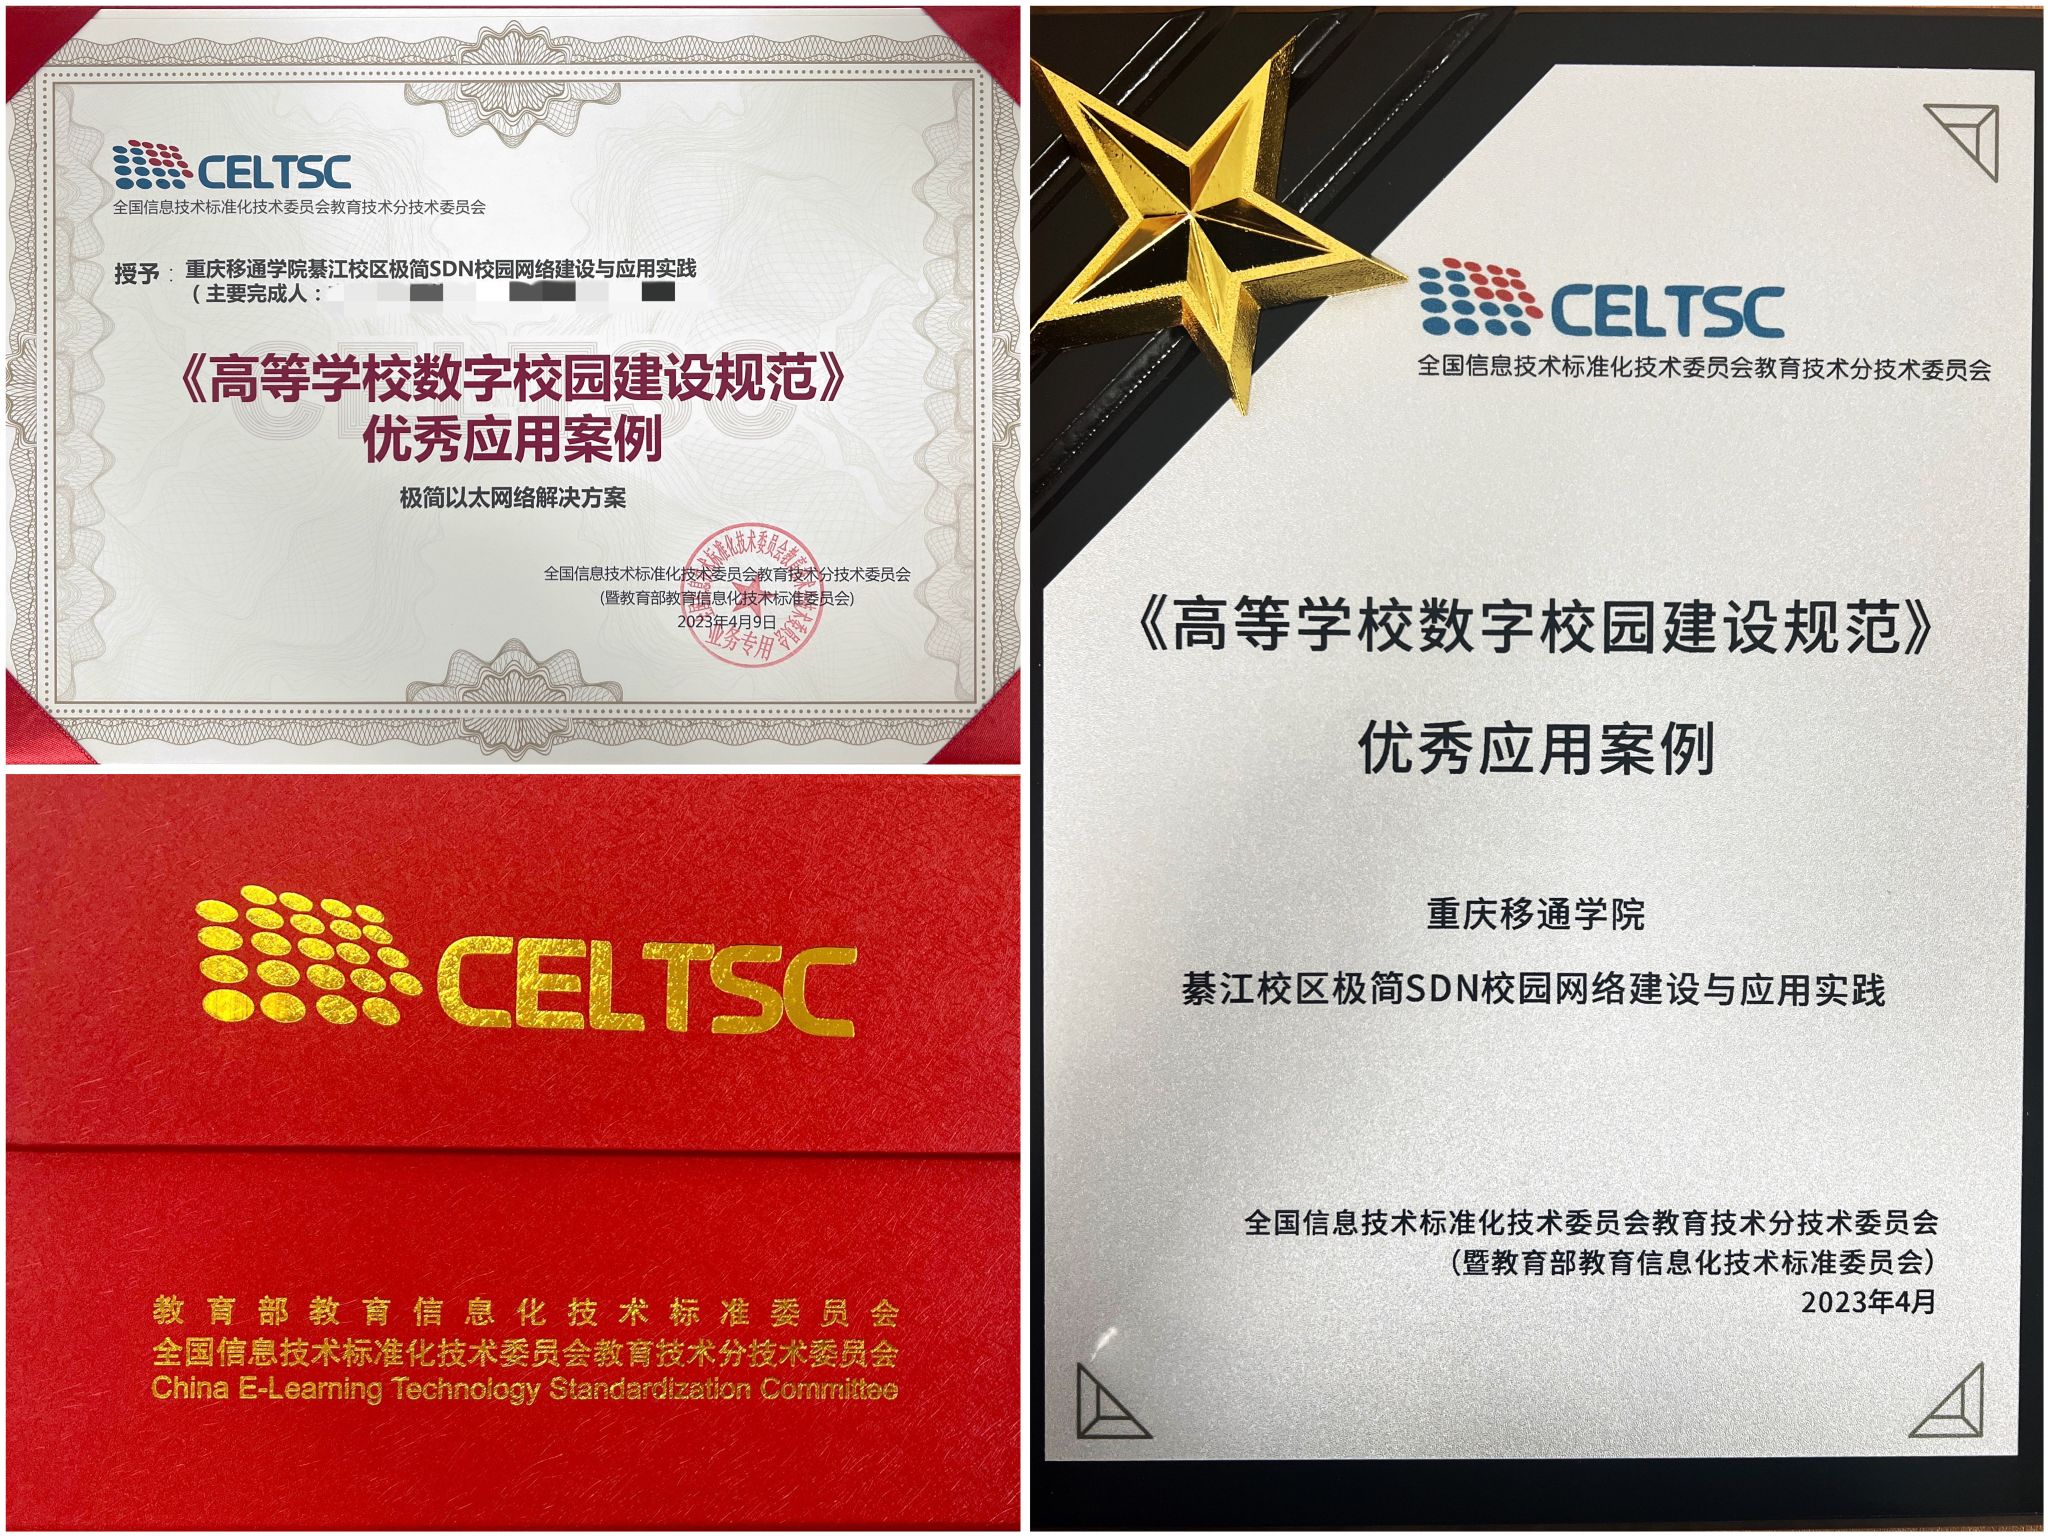 CELTSC
全国信息技术标准化技术委员会教育技术分技术委员会
授予：重庆移通学院綦江校区极简SDN校园网络建设与应用实践
（主要完成人：
《高等学校数字校园建设规范》
优秀应用案例
极简以太网络解决方案
全国信息技术标准化技术委员会教育技术分技术委员会
(暨教育部教育信息化技术标准委员会)
2023年4月9日
业务专用
CELTSC
教育部教育信息化技术标准委员会
全国信息技术标准化技术委员会教育技术分技术委员会
China E-Learning Technology Standardization Committee
CELTSC
全国信息技术标准化技术委员会教育技术分技术委员会
《高等学校数字校园建设规范》
优秀应用案例
重庆移通学院
綦江校区极简SDN校园网络建设与应用实践
全国信息技术标准化技术委员会教育技术分技术委员会
（暨教育部教育信息化技术标准委员会）
2023年4月